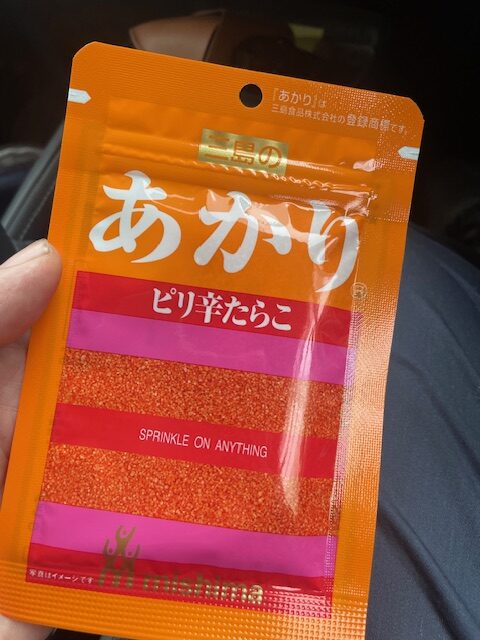 『あかり』は
三島食品株式会社の登録商標です。
三島の
あかり
®
ピリ辛たらこ
SPRINKLE ON ANYTHING
写真はイメージです
mishima